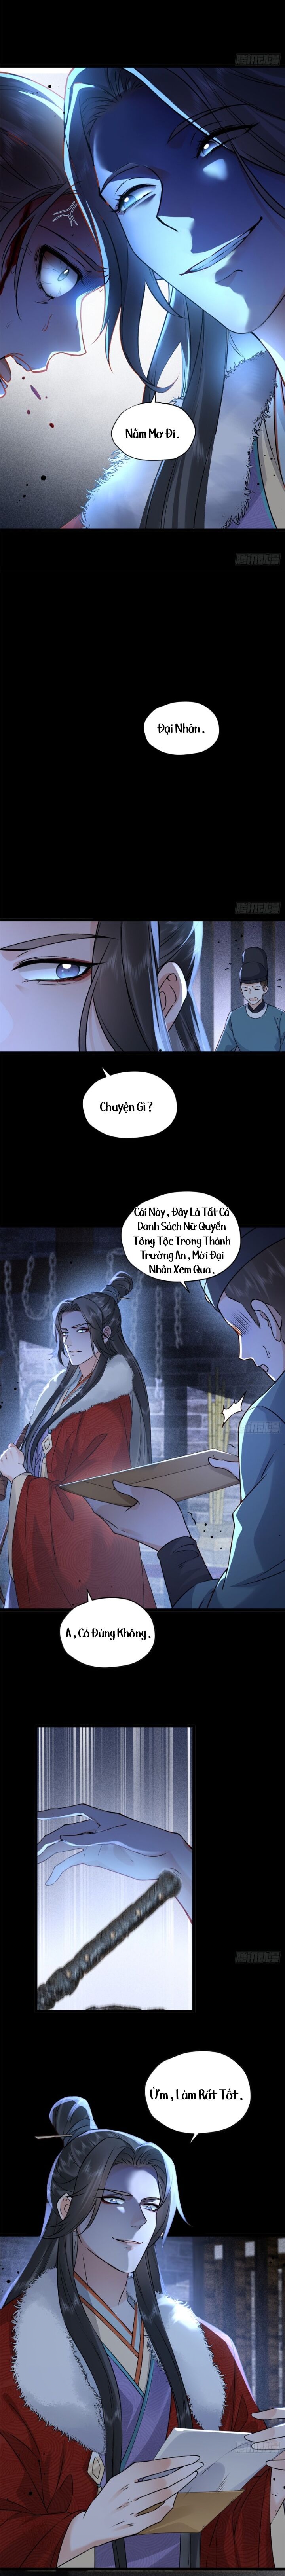 Nằm Mơ Đi .
Đại Nhân .
Chuyện Gì ?
Cái Này , Đây Là Tất Cả
Danh Sách Nữ Quyến
Tông Tộc Trong Thành
Trường An , Mời Đại
Nhân Xem Qua .
A , Có Đúng Không .
Ừm , Làm Rất Tốt .